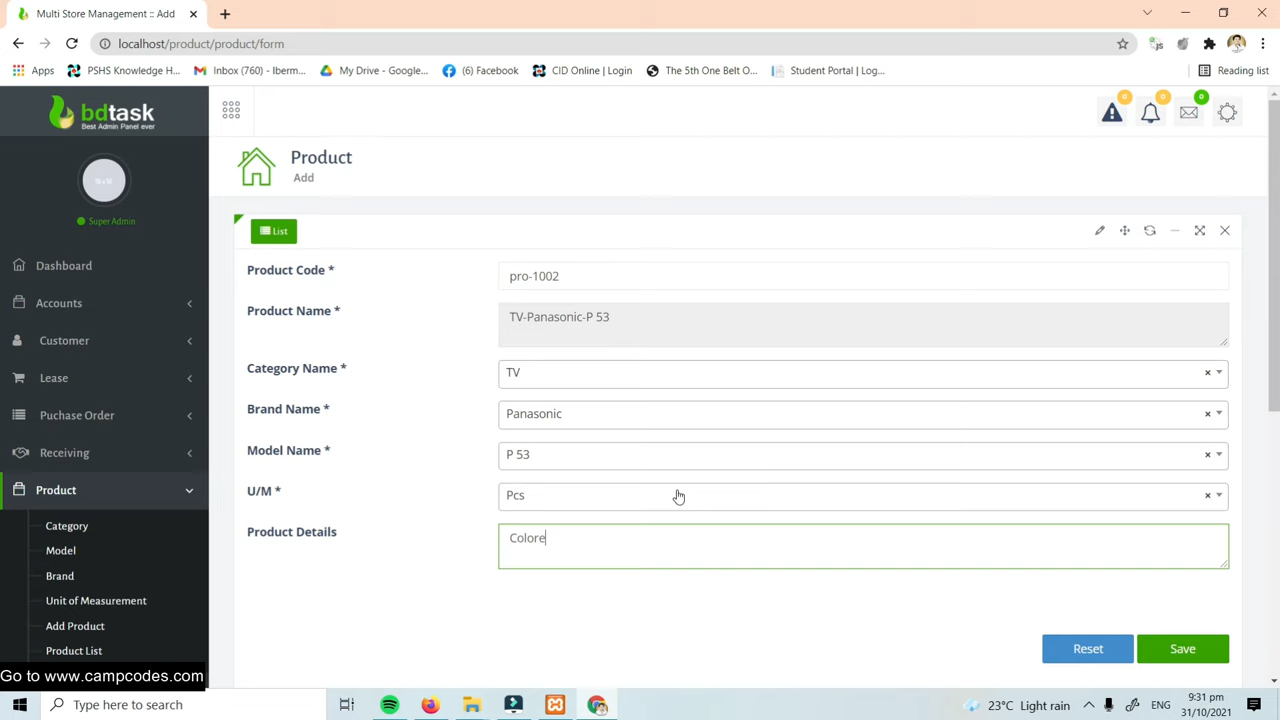 Multi Store Management :: Add
localhost/product/product/form
Apps
PSHS Knowledge H...
Inbox (760) - Iberm...
My Drive - Google...
(6) Facebook
CID Online | Login
The 5th One Belt O...
Student Portal | Log...
Reading list
bdtask
Best Admin Panel ever
0
0
0
Product
Add
Super Admin
List
Dashboard
Accounts
Customer
Lease
Puchase Order
Receiving
Product
Category
Model
Brand
Unit of Measurement
Add Product
Product List
Product Code * pro-1002
Product Name * TV-Panasonic-P 53
Category Name * TV
Brand Name * Panasonic
Model Name * P 53
U/M * Pcs
Product Details Colore
Reset Save
Go to www.campcodes.com
Type here to search
23°C Light rain
ENG
9:31 pm
31/10/2021